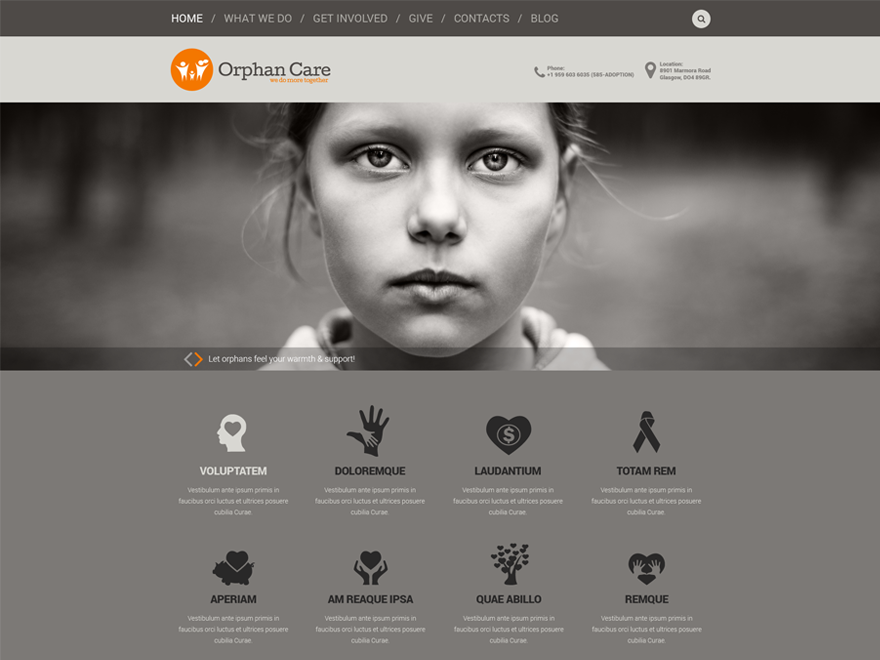 HOME / WHAT WE DO / GET INVOLVED / GIVE / CONTACTS / BLOG
Orphan Care
we do more together
Phone:
+1 959 603 6035 (585-ADOPTION)
Location:
8901 Marmora Road
Glasgow, DO4 89GR.
Let orphans feel your warmth & support!
VOLUPTATEM
Vestibulum ante ipsum primis in
faucibus orci luctus et ultrices posuere
cubilia Curae.
DOLOREMQUE
Vestibulum ante ipsum primis in
faucibus orci luctus et ultrices posuere
cubilia Curae.
LAUDANTIUM
Vestibulum ante ipsum primis in
faucibus orci luctus et ultrices posuere
cubilia Curae.
TOTAM REM
Vestibulum ante ipsum primis in
faucibus orci luctus et ultrices posuere
cubilia Curae.
APERIAM
Vestibulum ante ipsum primis in
faucibus orci luctus et ultrices posuere
cubilia Curae.
AM REAQUE IPSA
Vestibulum ante ipsum primis in
faucibus orci luctus et ultrices posuere
cubilia Curae.
QUAE ABILLO
Vestibulum ante ipsum primis in
faucibus orci luctus et ultrices posuere
cubilia Curae.
REMQUE
Vestibulum ante ipsum primis in
faucibus orci luctus et ultrices posuere
cubilia Curae.